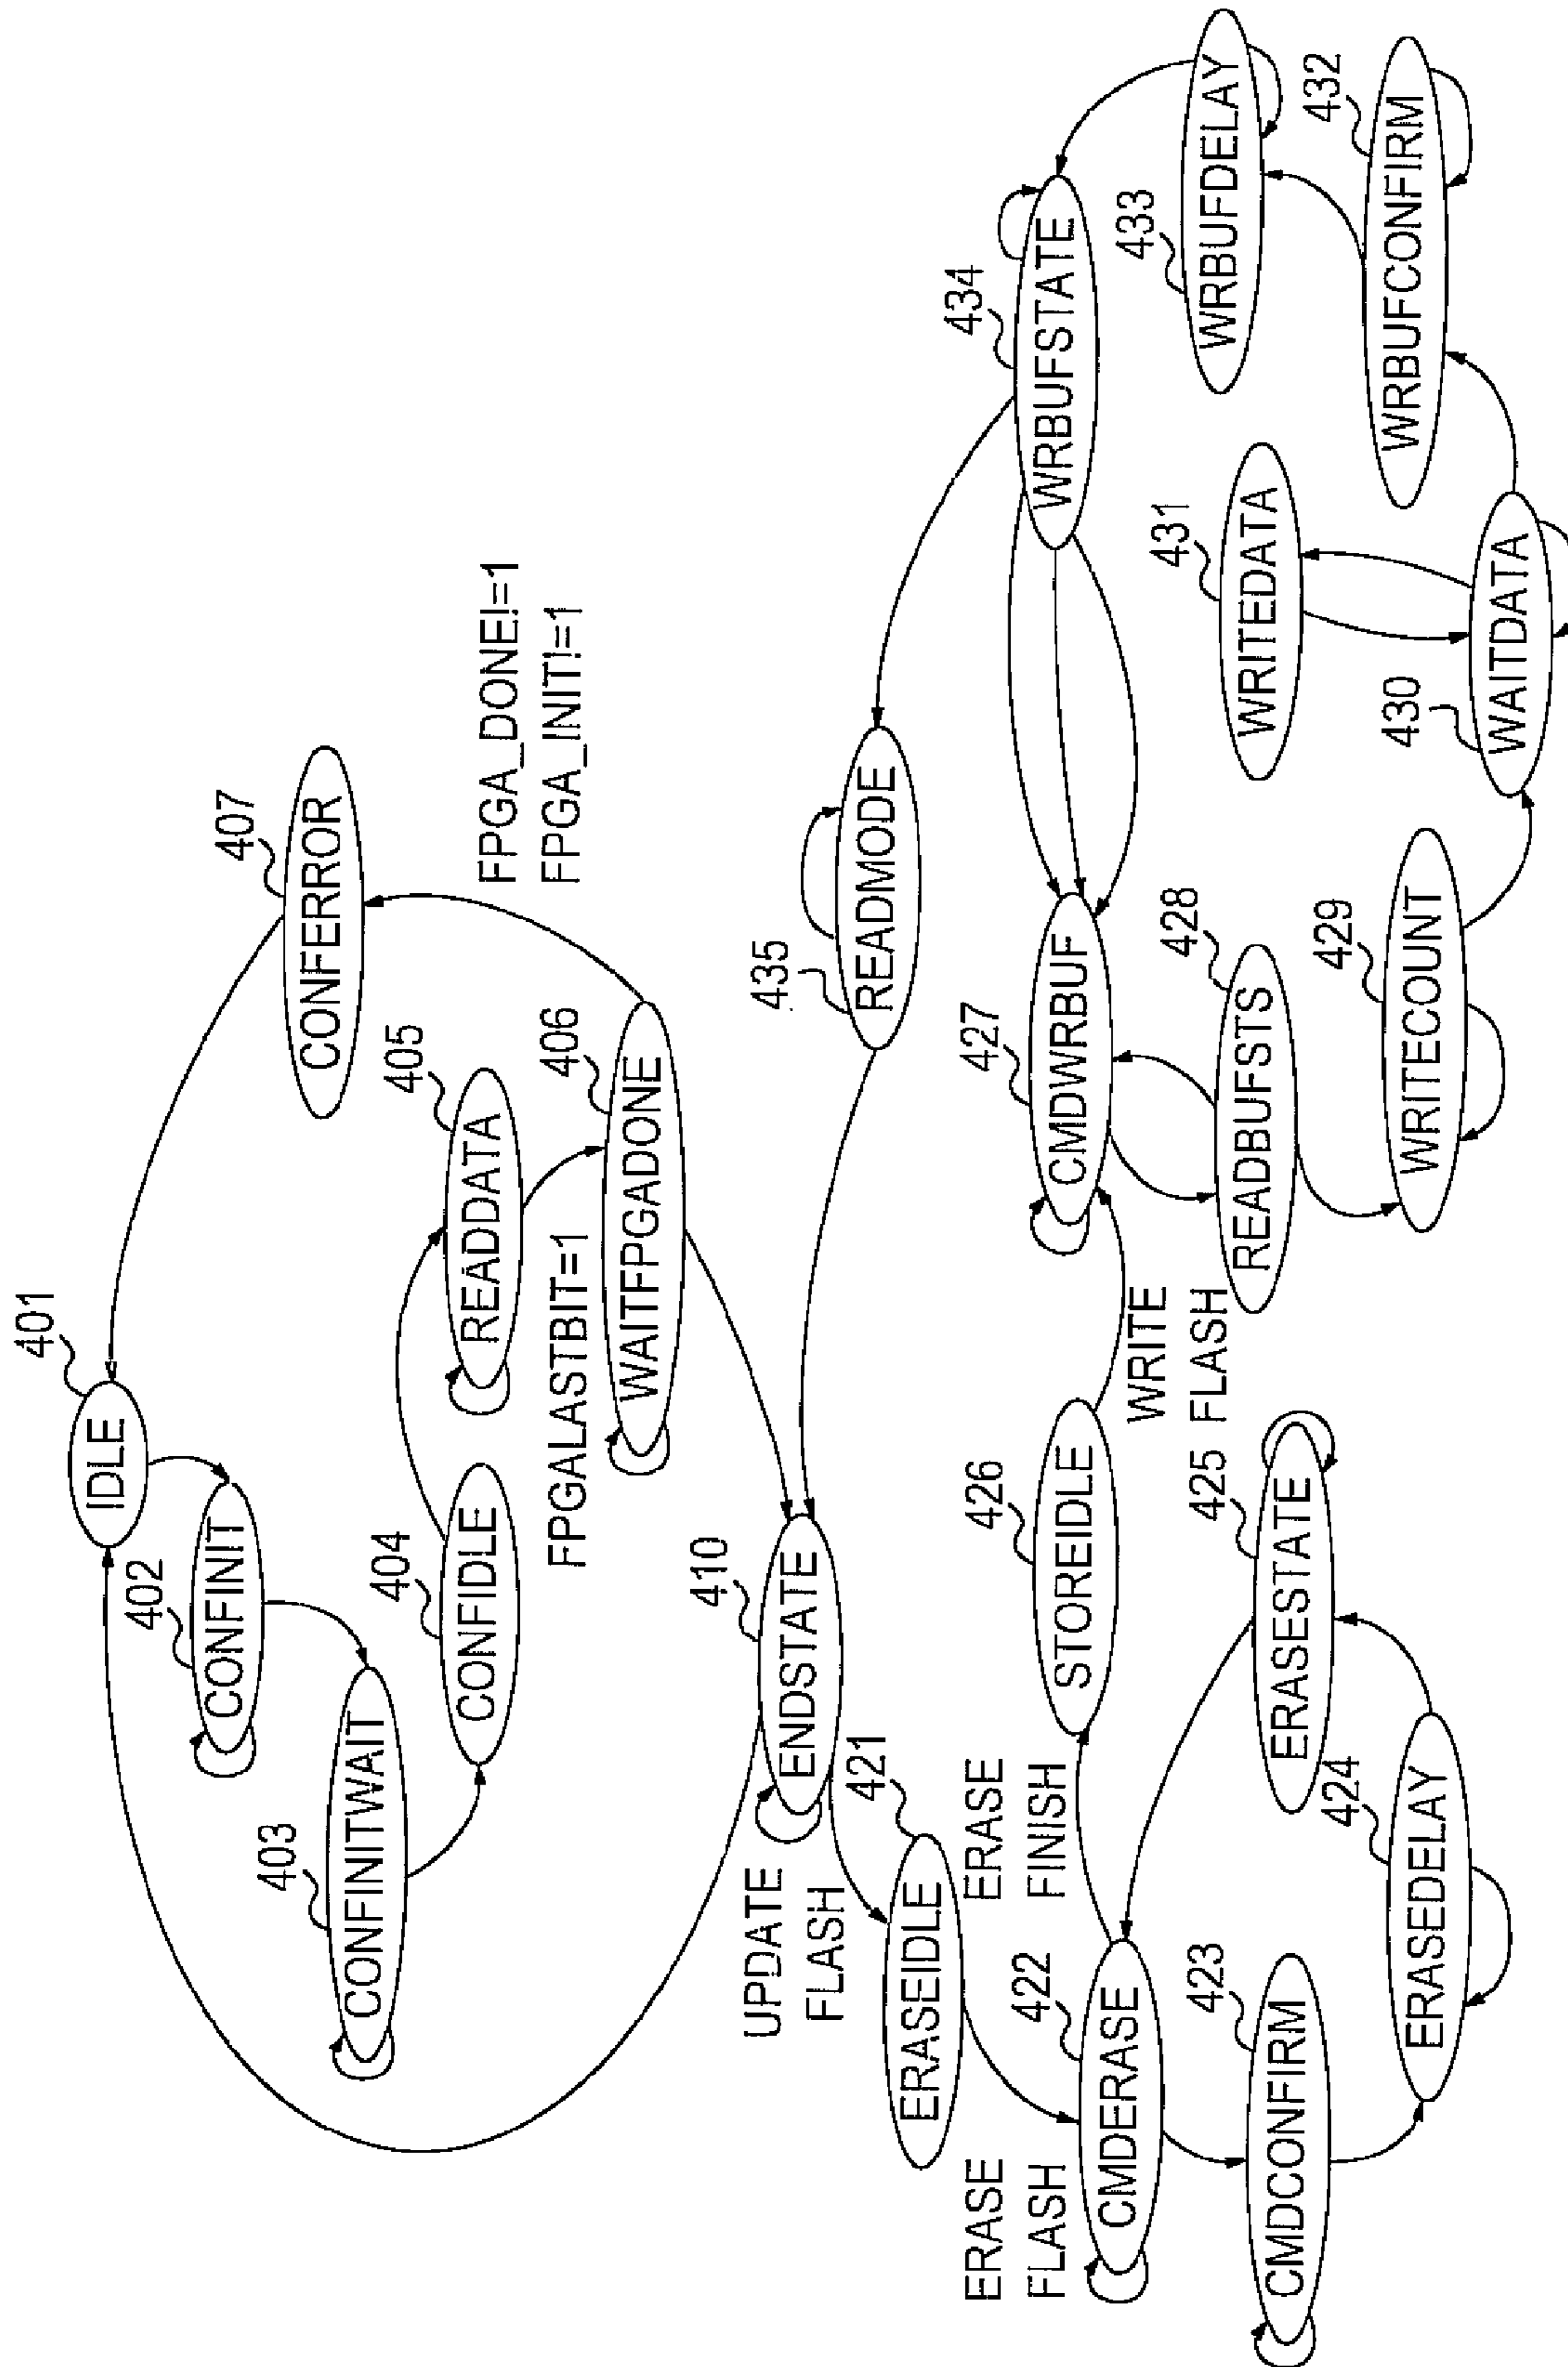 401
IDLE
402
CONFINIT
403
CONFINITWAIT
404
CONFIDLE
405
READDATA
FPGALASTBIT=1
406
WAITFPGADONE
407
CONFERROR
FPGA_DONE!=1
FPGA_INIT!=1
410
ENDSTATE
UPDATE
FLASH
421
ERASEIDLE
ERASE
FLASH
422
CMDERASE
ERASE
FINISH
423
CMDCONFIRM
424
ERASEDELAY
425
ERASESTATE
426
STOREIDLE
WRITE
FLASH
427
CMDWRBUF
428
READBUFSTS
429
WRITECOUNT
430
WAITDATA
431
WRITEDATA
432
WRBUFCONFIRM
433
WRBUFDELAY
434
WRBUFSTATE
435
READMODE